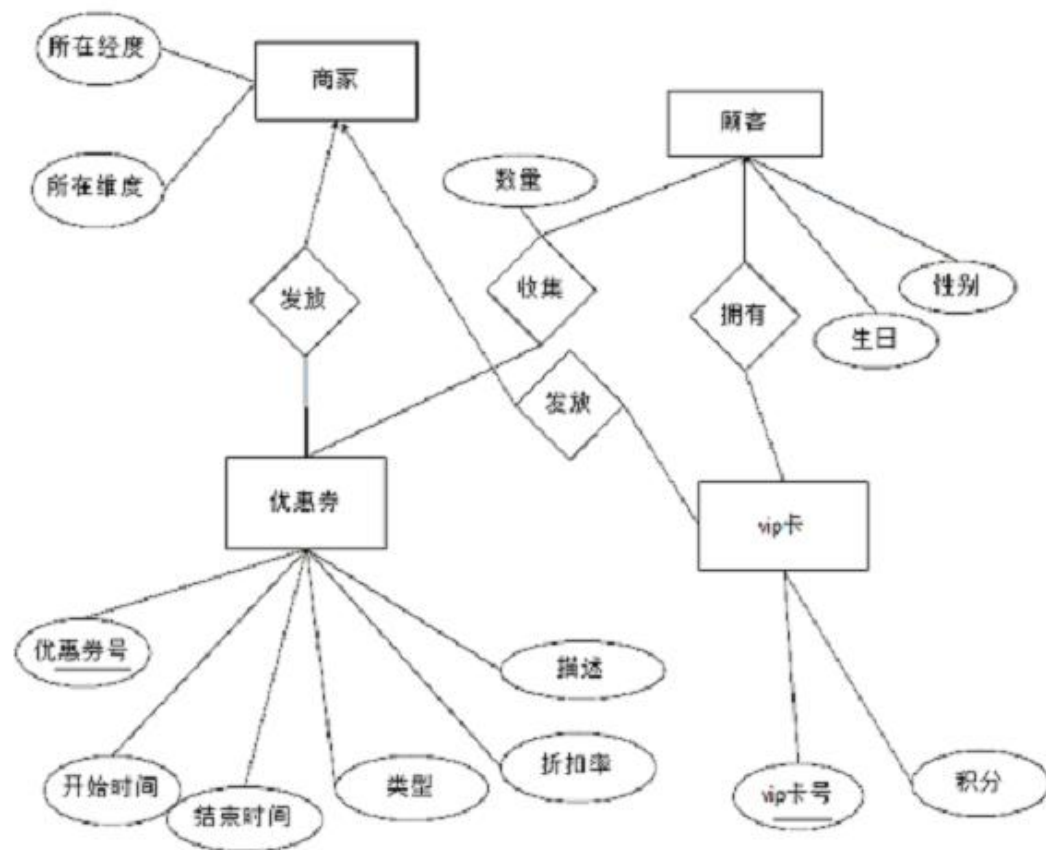 所在经度
商家
顾客
所在维度
数量
发放
收集
拥有
性别
生日
发放
优惠券
vip卡
优惠券号
描述
开始时间
结束时间
类型
折扣率
vip卡号
积分